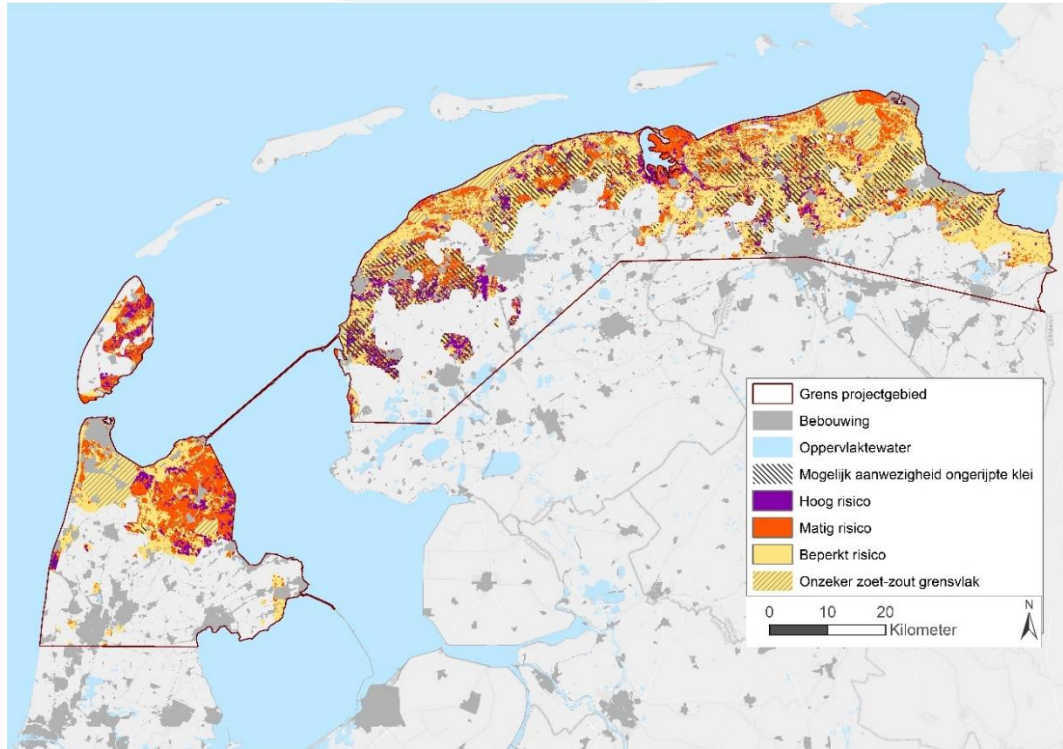 Grens projectgebied
Bebouwing
Oppervlaktewater
Mogelijk aanwezigheid ongerijpte klei
Hoog risico
Matig risico
Beperkt risico
Onzeker zoet-zout grensvlak
0 10 20
Kilometer
N